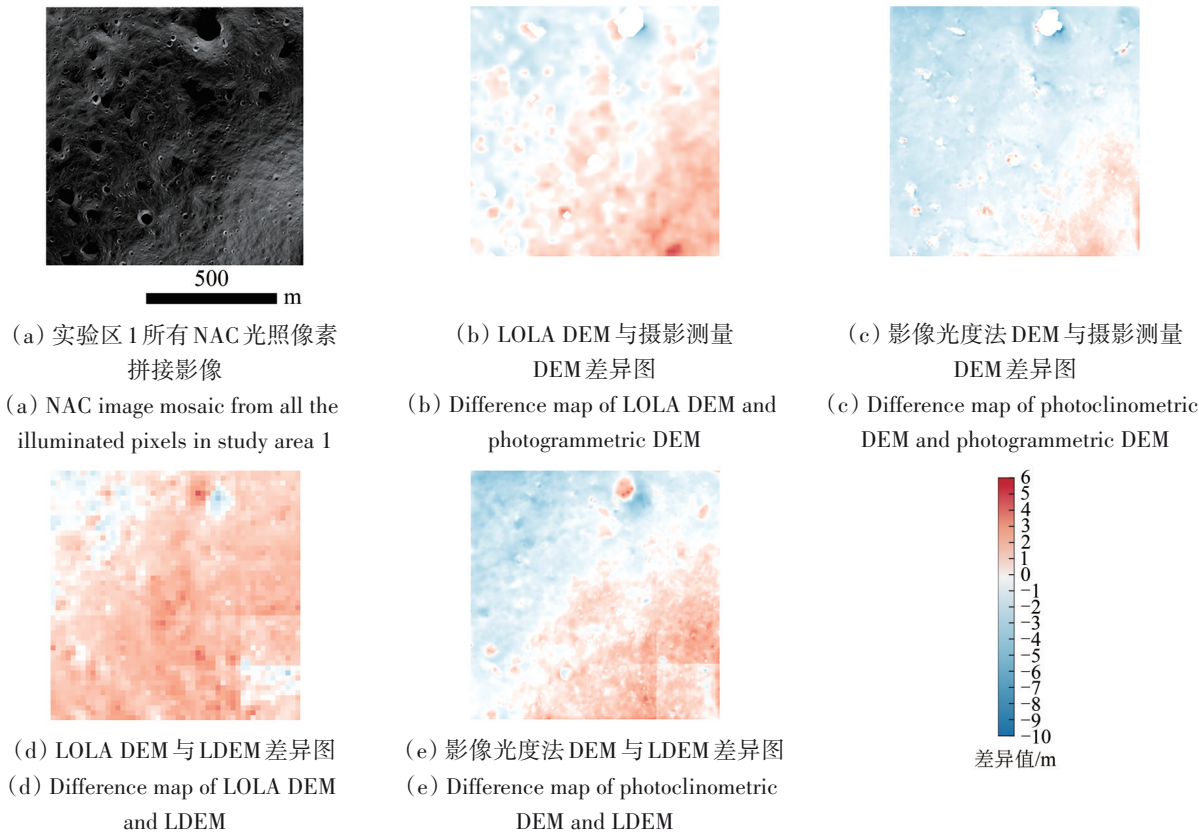 500
m
(a) 实验区1所有NAC光照像素
拼接影像
(a) NAC image mosaic from all the
illuminated pixels in study area 1
(b) LOLA DEM与摄影测量
DEM差异图
(b) Difference map of LOLA DEM and
photogrammetric DEM
(c) 影像光度法DEM与摄影测量
DEM差异图
(c) Difference map of photoclinometric
DEM and photogrammetric DEM
(d) LOLA DEM与LDEM差异图
(d) Difference map of LOLA DEM
and LDEM
(e) 影像光度法DEM与LDEM差异图
(e) Difference map of photoclinometric
DEM and LDEM
6
5
4
3
2
1
0
−1
−2
−3
−4
−5
−6
−7
−8
−9
−10
差异值/m